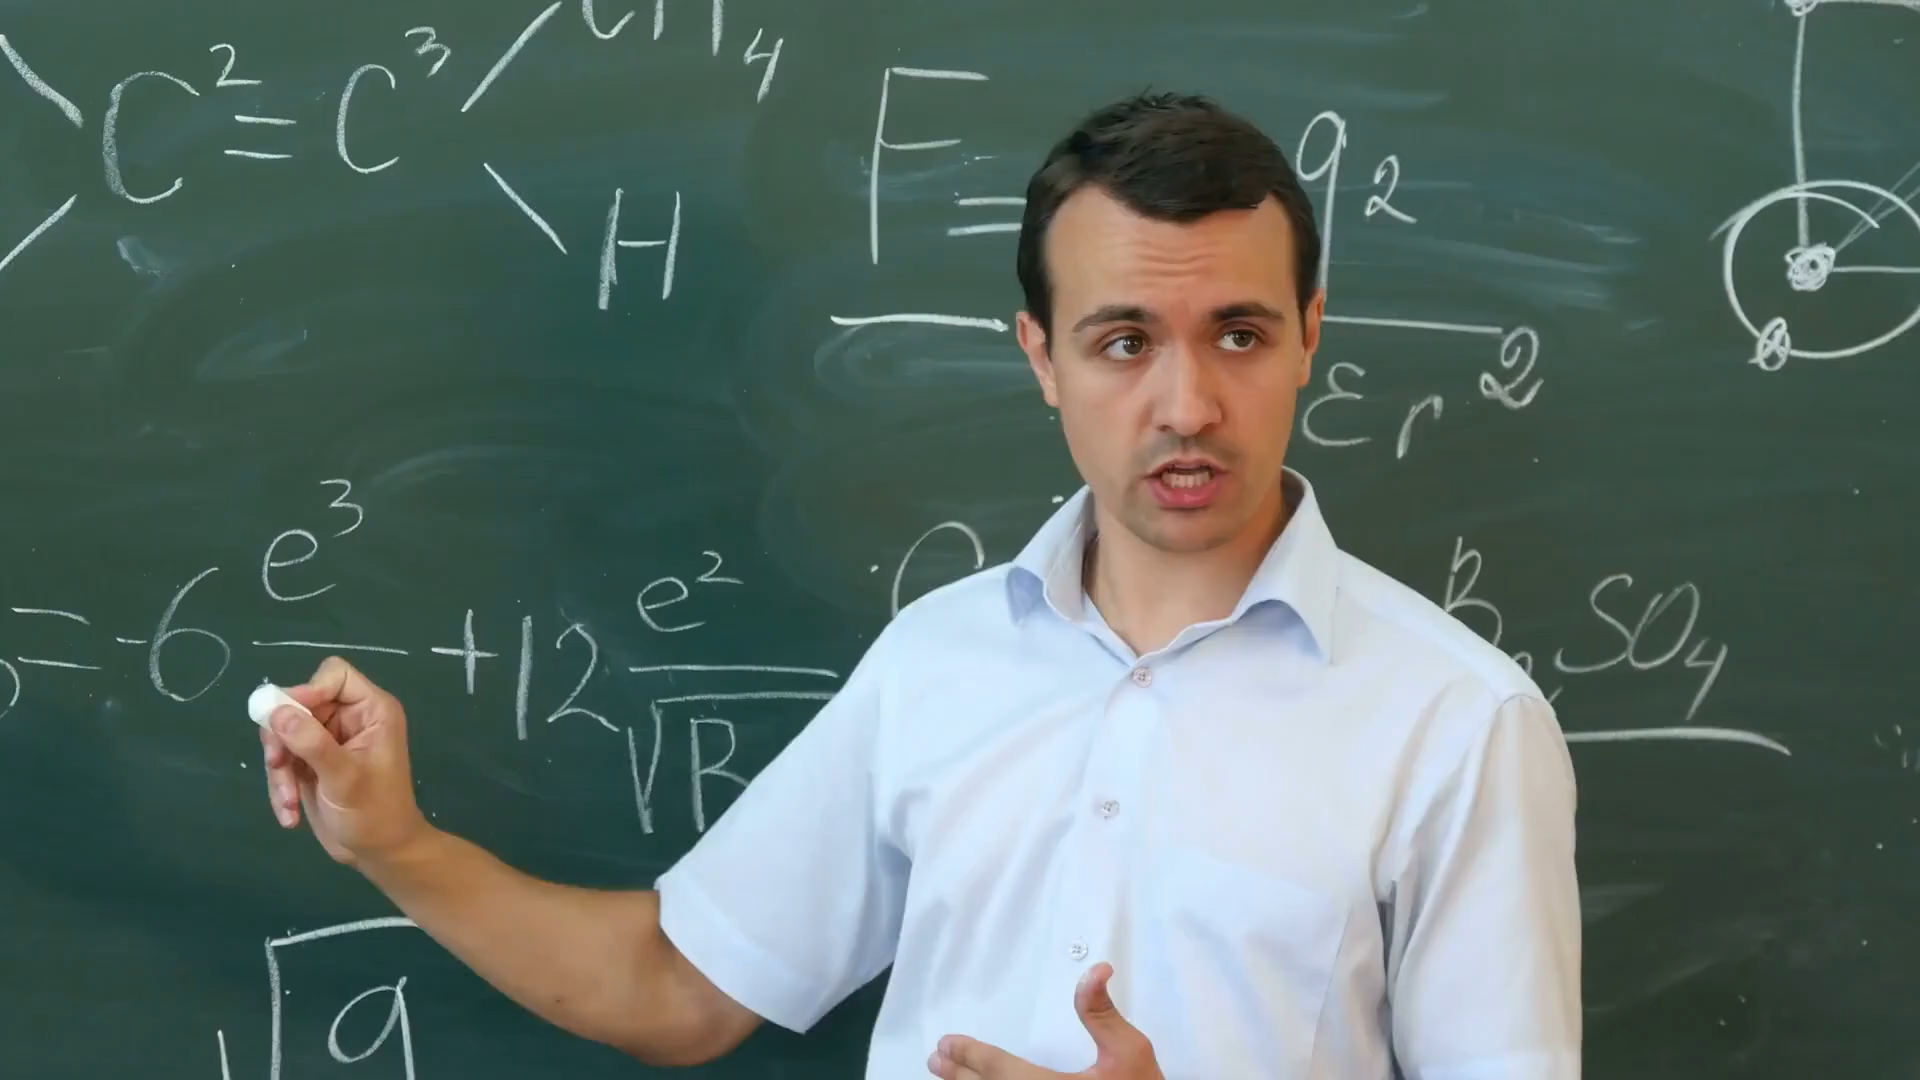 C² = C³ CH₄
H
F = q₂
εr²
= -6 e³ + 12 e²
√R
SO₄
√a